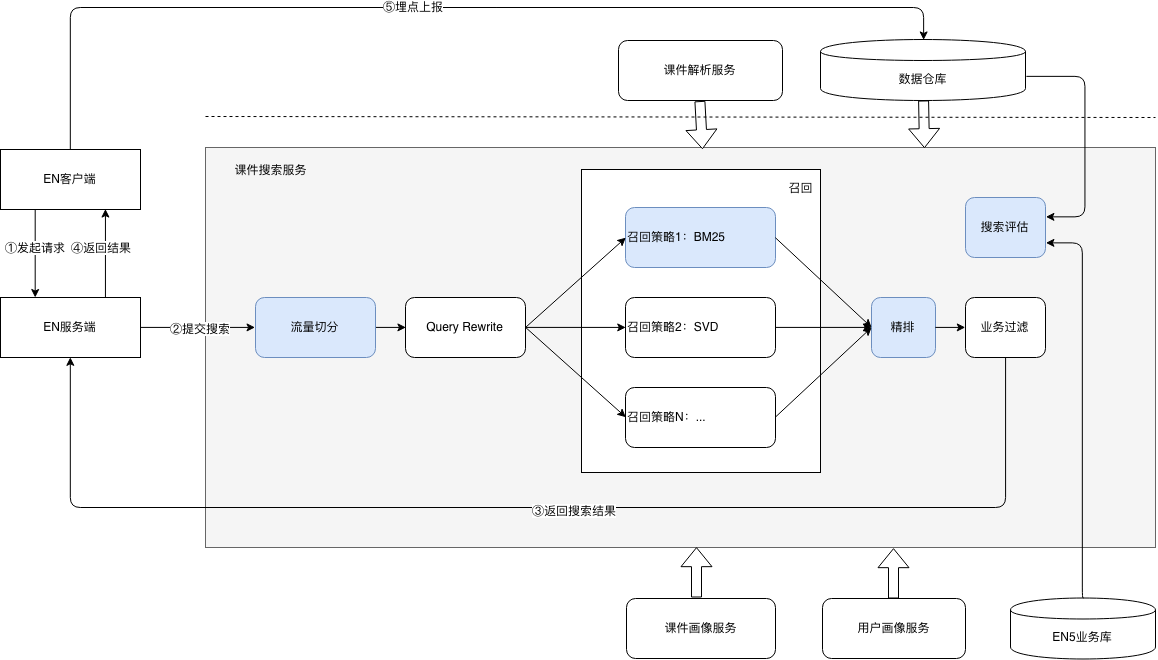 ⑤埋点上报
课件解析服务
数据仓库
课件搜索服务
EN客户端
召回
①发起请求
④返回结果
召回策略1：BM25
搜索评估
EN服务端
②提交搜索
流量切分
Query Rewrite
召回策略2：SVD
精排
业务过滤
召回策略N：...
③返回搜索结果
课件画像服务
用户画像服务
EN5业务库